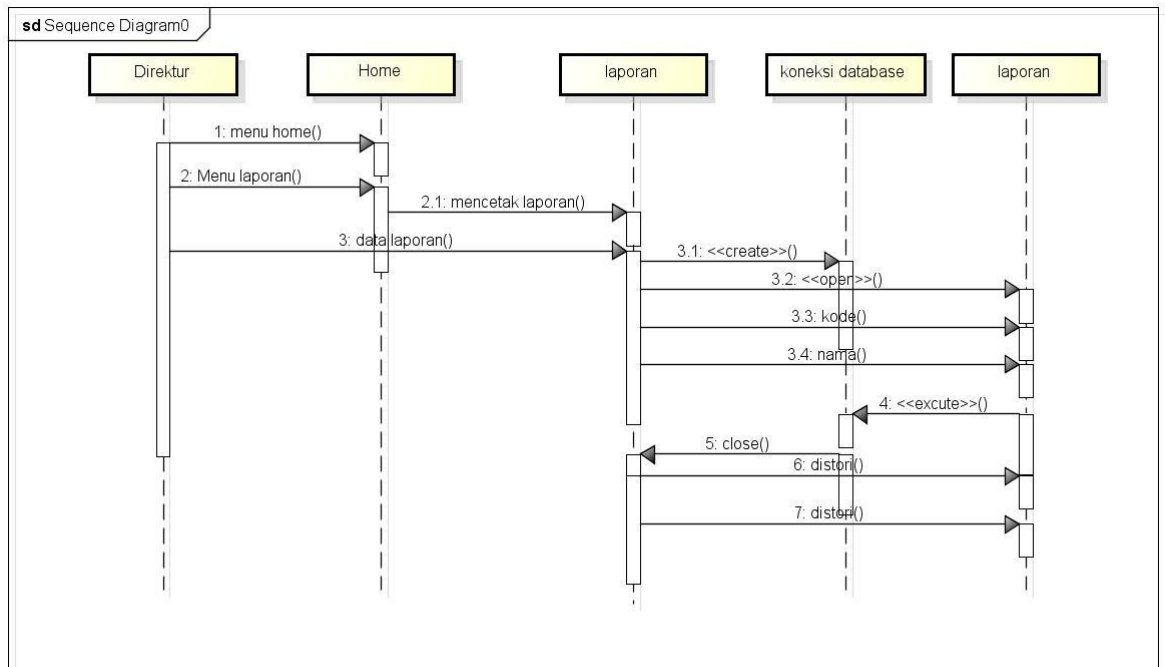 sd Sequence Diagram0
Direktur
Home
laporan
koneksi database
laporan
1: menu home()
2: Menu laporan()
2.1: mencetak laporan()
3: data laporan()
3.1: <<create>>()
3.2: <<open>>()
3.3: kode()
3.4: nama()
4: <<excute>>()
5: close()
6: distori()
7: distori()